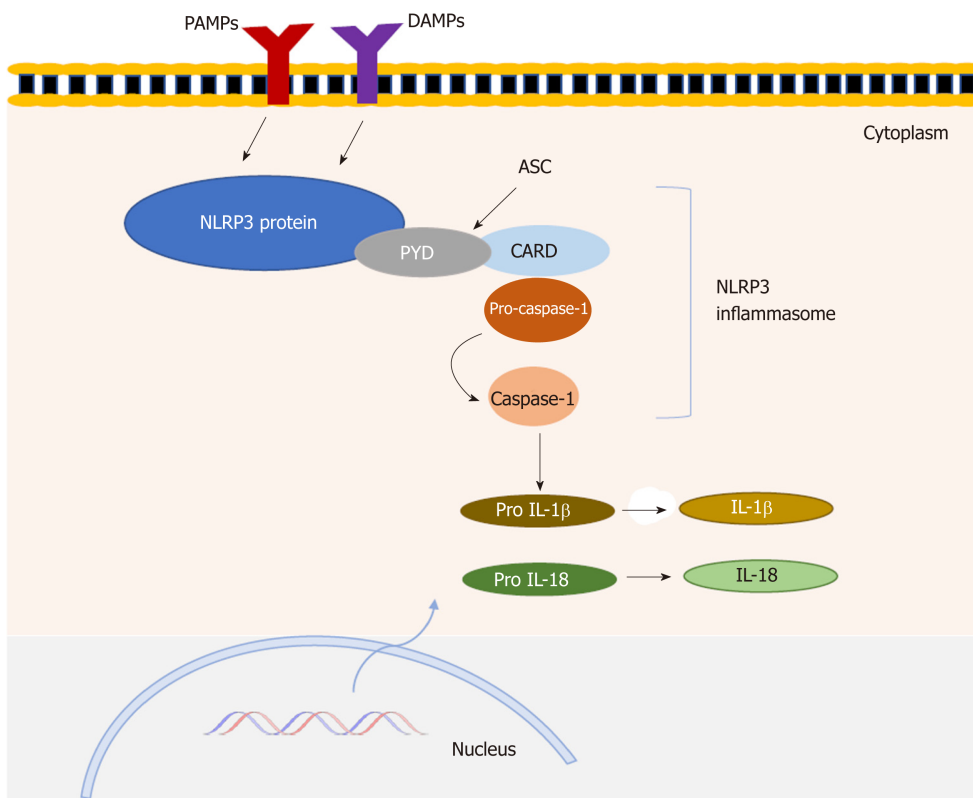 PAMPs
DAMPs
Cytoplasm
ASC
NLRP3 protein
PYD
CARD
NLRP3
inflammasome
Pro-caspase-1
Caspase-1
Pro IL-1β
IL-1β
Pro IL-18
IL-18
Nucleus